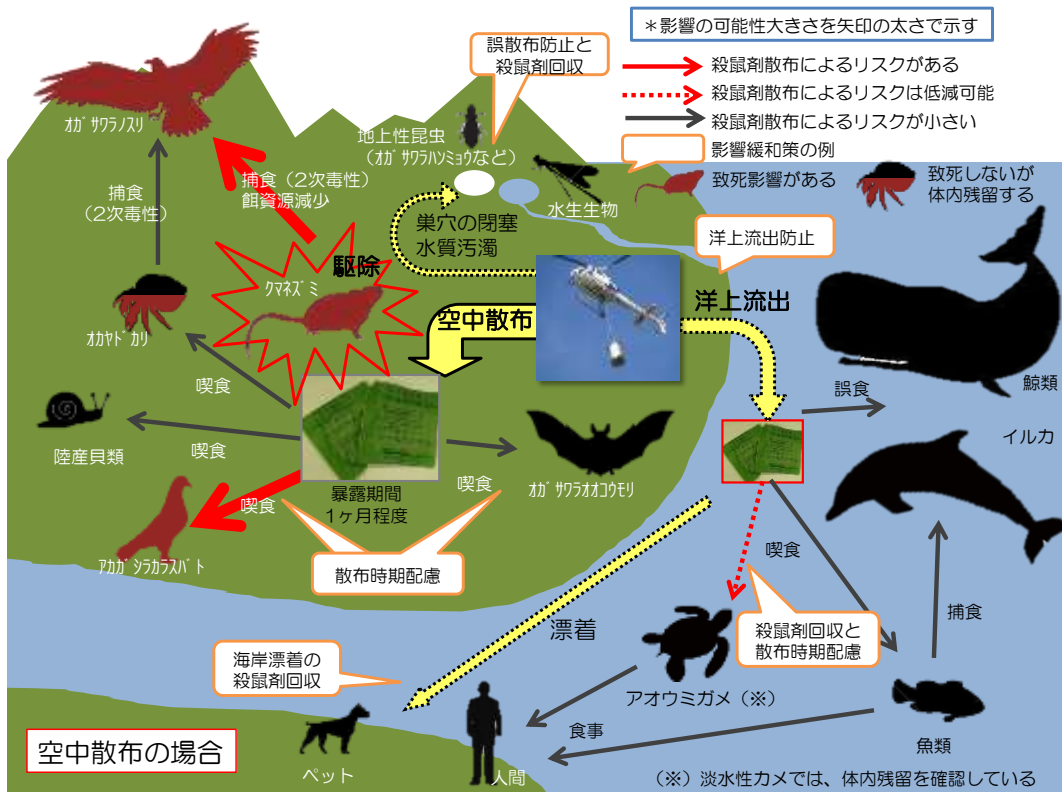 ＊影響の可能性大きさを矢印の太さで示す
殺鼠剤散布によるリスクがある
殺鼠剤散布によるリスクは低減可能
殺鼠剤散布によるリスクが小さい
影響緩和策の例
致死影響がある
致死しないが
体内残留する
誤散布防止と
殺鼠剤回収
ｵｶﾞｻﾜﾗﾉｽﾘ
地上性昆虫
（ｵｶﾞｻﾜﾗﾊﾝﾐｮｳなど）
水生生物
捕食
（2次毒性）
捕食（2次毒性）
餌資源減少
巣穴の閉塞
水質汚濁
洋上流出防止
駆除
ｸﾏﾈｽﾞﾐ
空中散布
洋上流出
ｵｶﾔﾄﾞｶﾘ
喫食
誤食
鯨類
イルカ
陸産貝類
喫食
喫食
喫食
ｵｶﾞｻﾜﾗｵｵｺｳﾓﾘ
暴露期間
1ヶ月程度
ｱｶｶﾞｼﾗｶﾗｽﾊﾞﾄ
散布時期配慮
喫食
捕食
漂着
殺鼠剤回収と
散布時期配慮
海岸漂着の
殺鼠剤回収
アオウミガメ（※）
食事
魚類
空中散布の場合
ペット
人間
（※）淡水性カメでは、体内残留を確認している